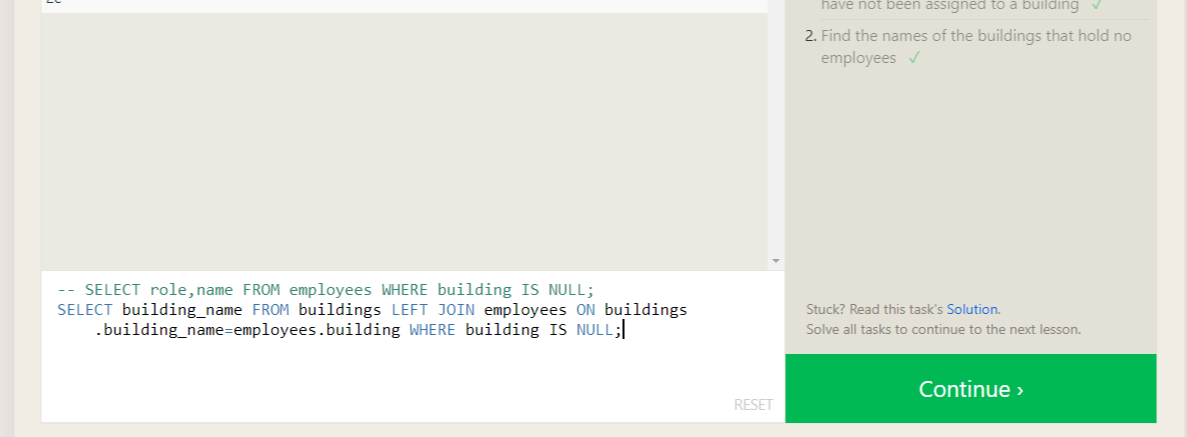 have not been assigned to a building ✓
2. Find the names of the buildings that hold no
employees ✓
-- SELECT role,name FROM employees WHERE building IS NULL;
SELECT building_name FROM buildings LEFT JOIN employees ON buildings
.building_name=employees.building WHERE building IS NULL;
RESET
Stuck? Read this task's Solution.
Solve all tasks to continue to the next lesson.
Continue ›